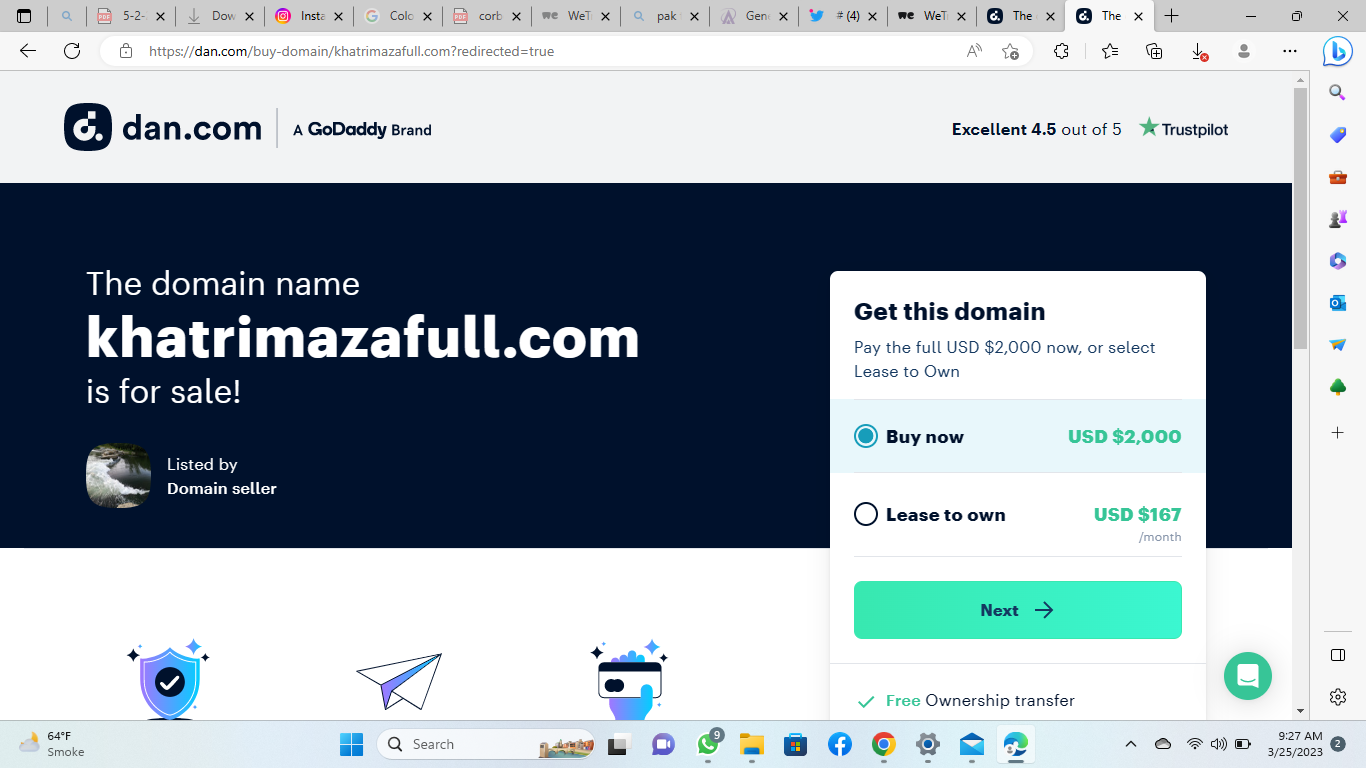 5-2-
Dow
Insta
Colo
corb
WeTr
pak
Gene
# (4)
WeTr
The
The
https://dan.com/buy-domain/khatrimazafull.com?redirected=true
dan.com
A GoDaddy Brand
Excellent 4.5 out of 5
Trustpilot
The domain name
khatrimazafull.com
is for sale!
Listed by
Domain seller
Get this domain
Pay the full USD $2,000 now, or select
Lease to Own
Buy now
USD $2,000
Lease to own
USD $167
/month
Next
Free Ownership transfer
64°F
Smoke
Search
9
9:27 AM
3/25/2023
2